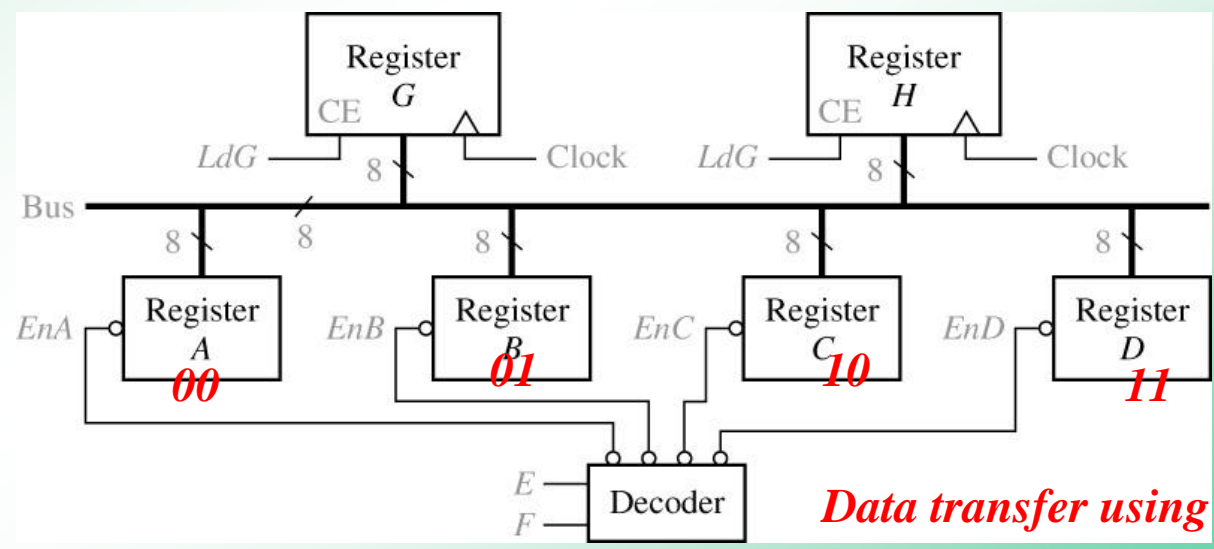 Register Register
G H
CE CE
LdG Clock LdG Clock
8 8
Bus
8 8 8 8 8
Register Register Register Register
EnA EnB EnC EnD
A B C D
00 01 10 11
E
Decoder
F
Data transfer using